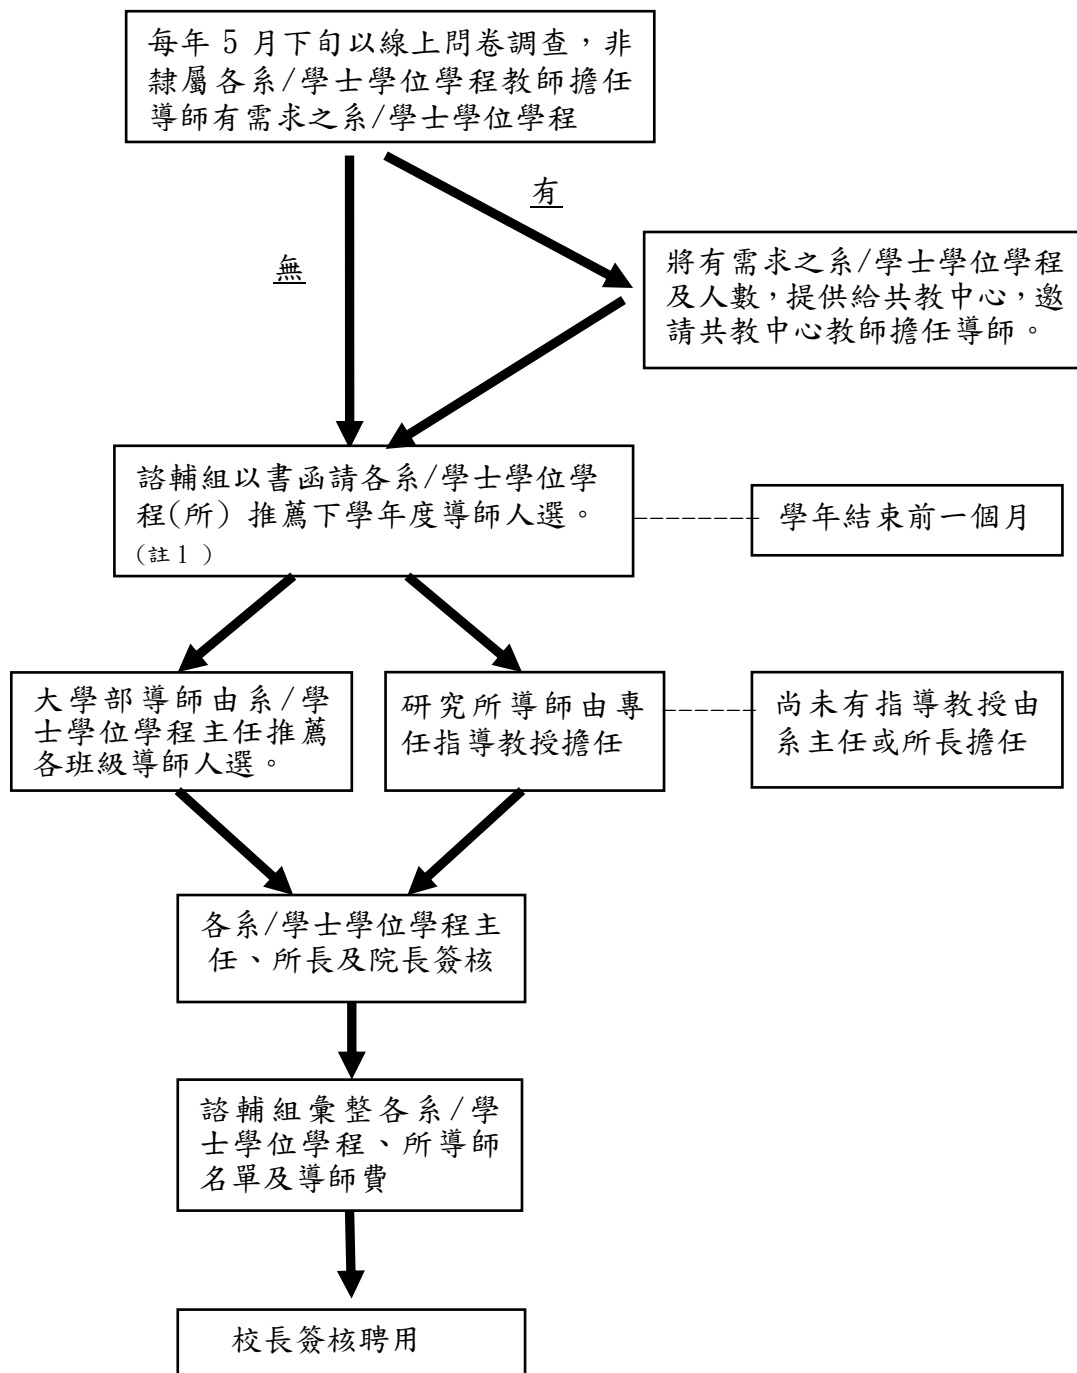 每年 5 月下旬以線上問卷調查，非
隸屬各系/學士學位學程教師擔任
導師有需求之系/學士學位學程
有
無
將有需求之系/學士學位學程
及人數，提供給共教中心，邀
請共教中心教師擔任導師。
諮輔組以書函請各系/學士學位學
程(所) 推薦下學年度導師人選。
(註1 )
學年結束前一個月
大學部導師由系/學
士學位學程主任推薦
各班級導師人選。
研究所導師由專
任指導教授擔任
尚未有指導教授由
系主任或所長擔任
各系/學士學位學程主
任、所長及院長簽核
諮輔組彙整各系/學
士學位學程、所導師
名單及導師費
校長簽核聘用